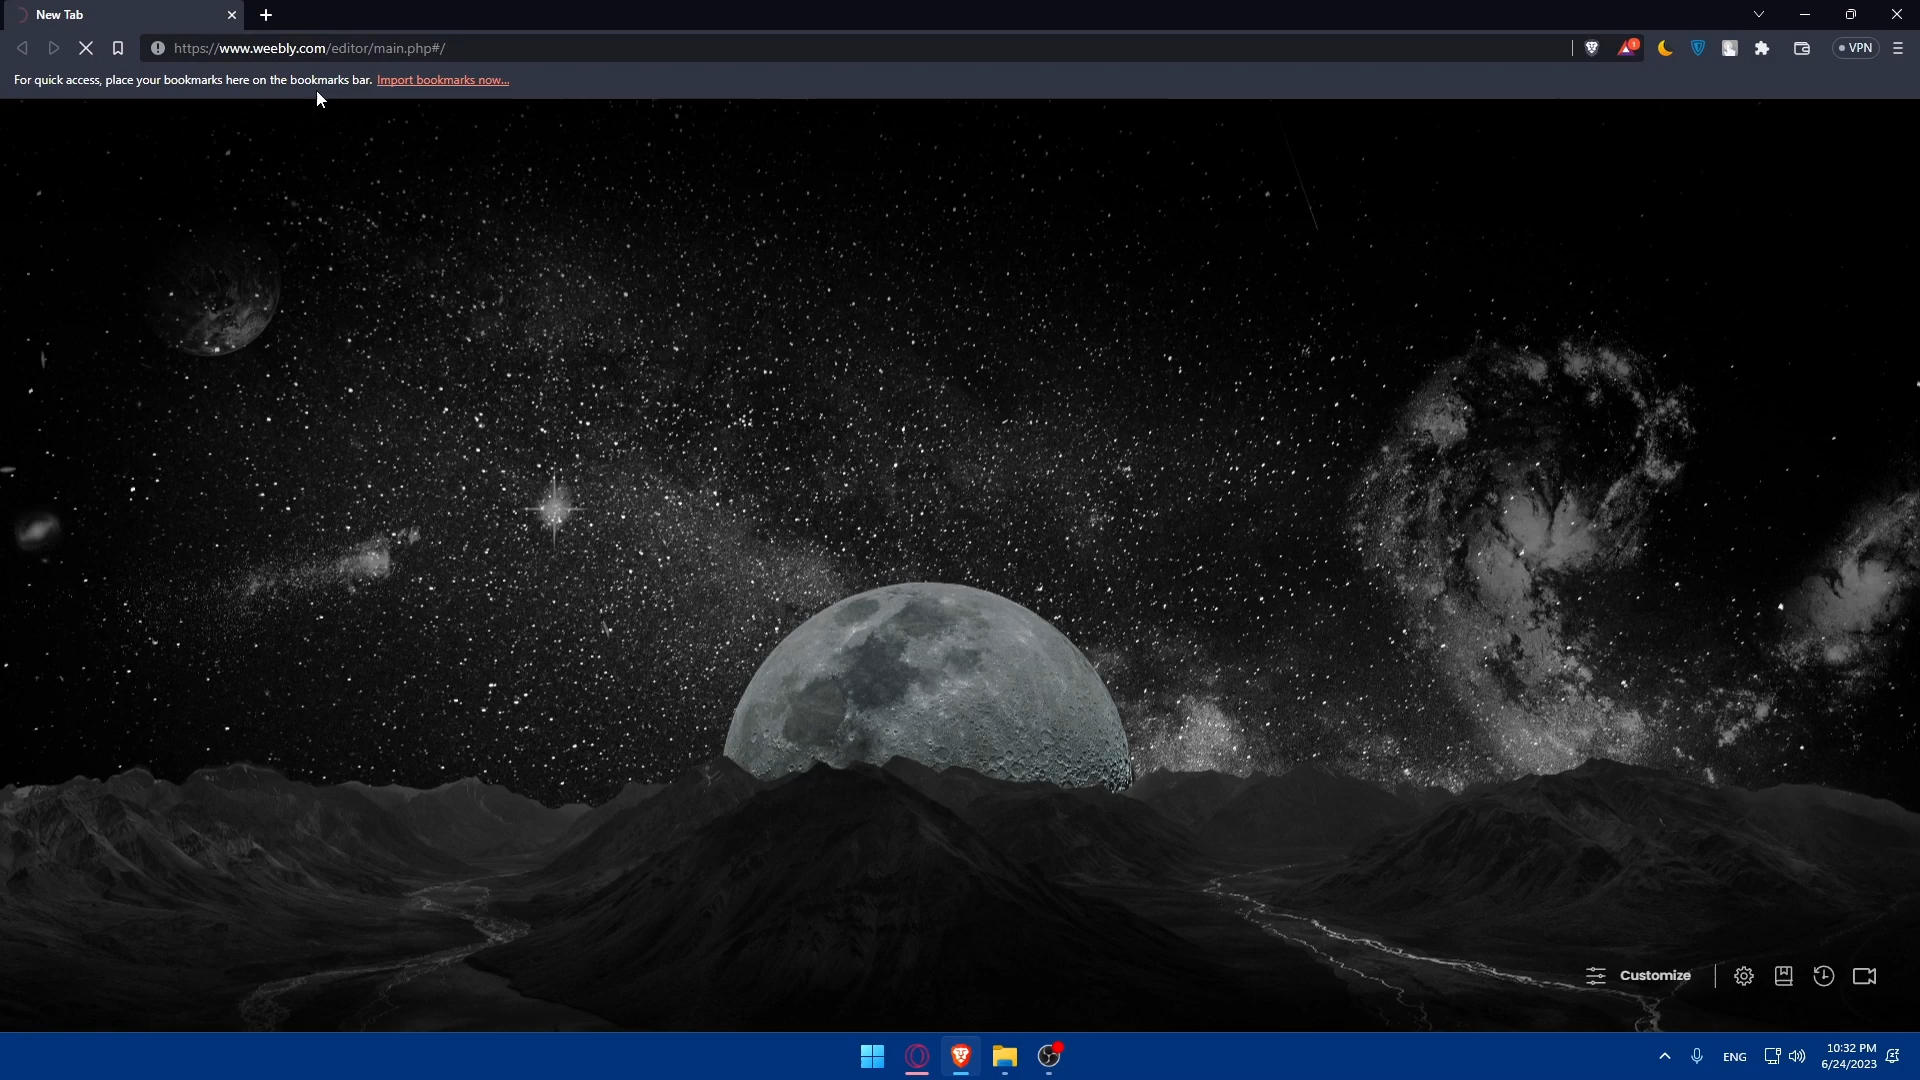 New Tab
https://www.weebly.com/editor/main.php#/
1
VPN
For quick access, place your bookmarks here on the bookmarks bar. Import bookmarks now...
Customize
ENG
10:32 PM
6/24/2023